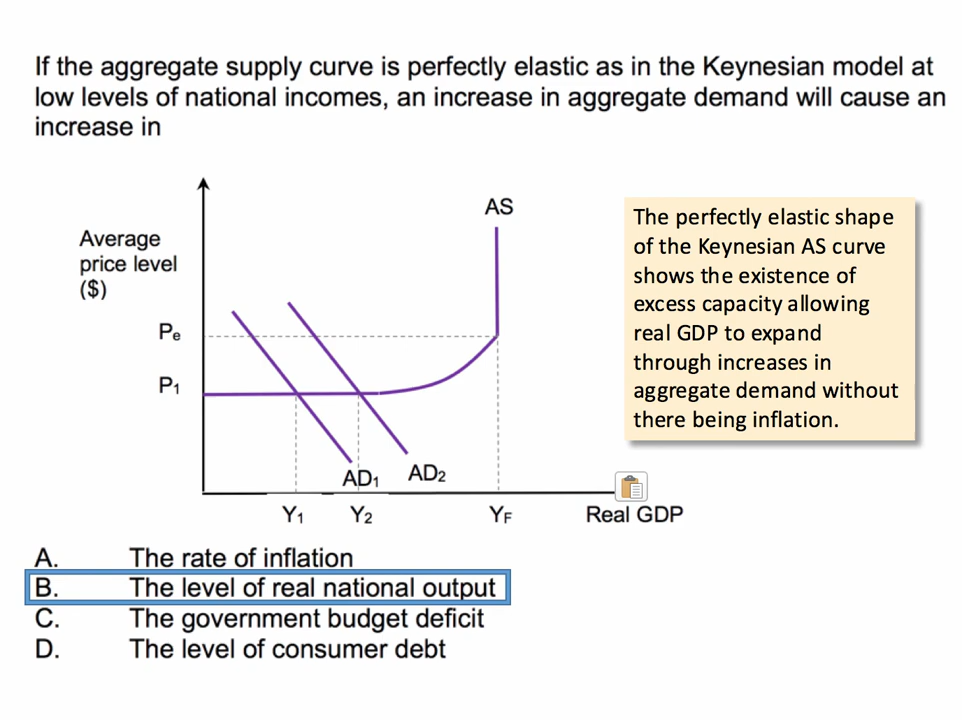 If the aggregate supply curve is perfectly elastic as in the Keynesian model at
low levels of national incomes, an increase in aggregate demand will cause an
increase in
AS
Average
price level
($)
Pe
P1
The perfectly elastic shape
of the Keynesian AS curve
shows the existence of
excess capacity allowing
real GDP to expand
through increases in
aggregate demand without
there being inflation.
AD1
AD2
Y1
Y2
YF
Real GDP
A. The rate of inflation
B. The level of real national output
C. The government budget deficit
D. The level of consumer debt